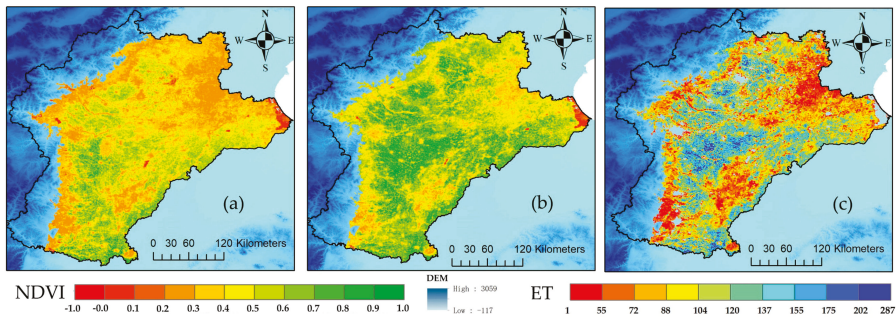 N
W E
S
(a)
0 30 60 120 Kilometers
N
W E
S
(b)
0 30 60 120 Kilometers
N
W E
S
(c)
0 30 60 120 Kilometers
NDVI
-1.0 -0.0 0.1 0.2 0.3 0.4 0.5 0.6 0.7 0.8 0.9 1.0
DEM
High : 3059
Low : -117
ET
1 55 72 88 104 120 137 155 175 202 287